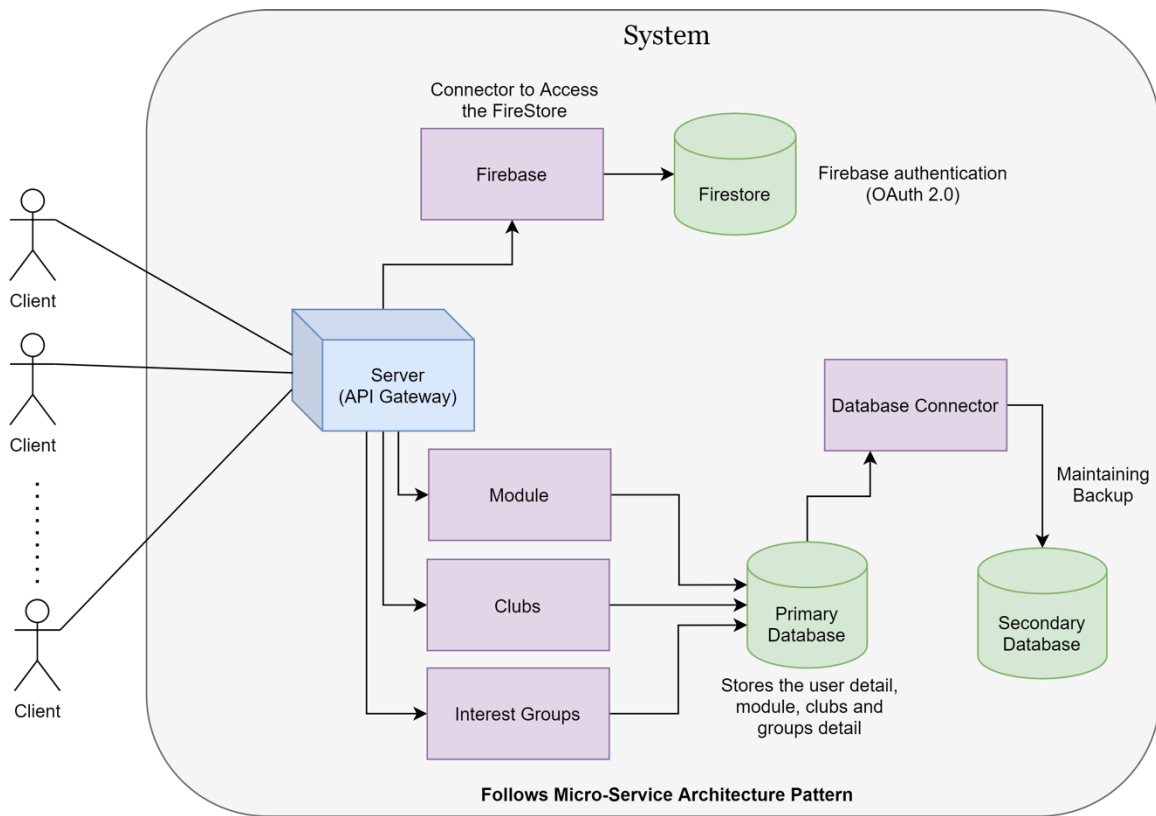 System
Connector to Access
the FireStore
Firebase
Firestore
Firebase authentication
(OAuth 2.0)
Client
Server
(API Gateway)
Client
Database Connector
Module
Maintaining
Backup
Clubs
Primary
Database
Secondary
Database
Client
Interest Groups
Stores the user detail,
module, clubs and
groups detail
Follows Micro-Service Architecture Pattern